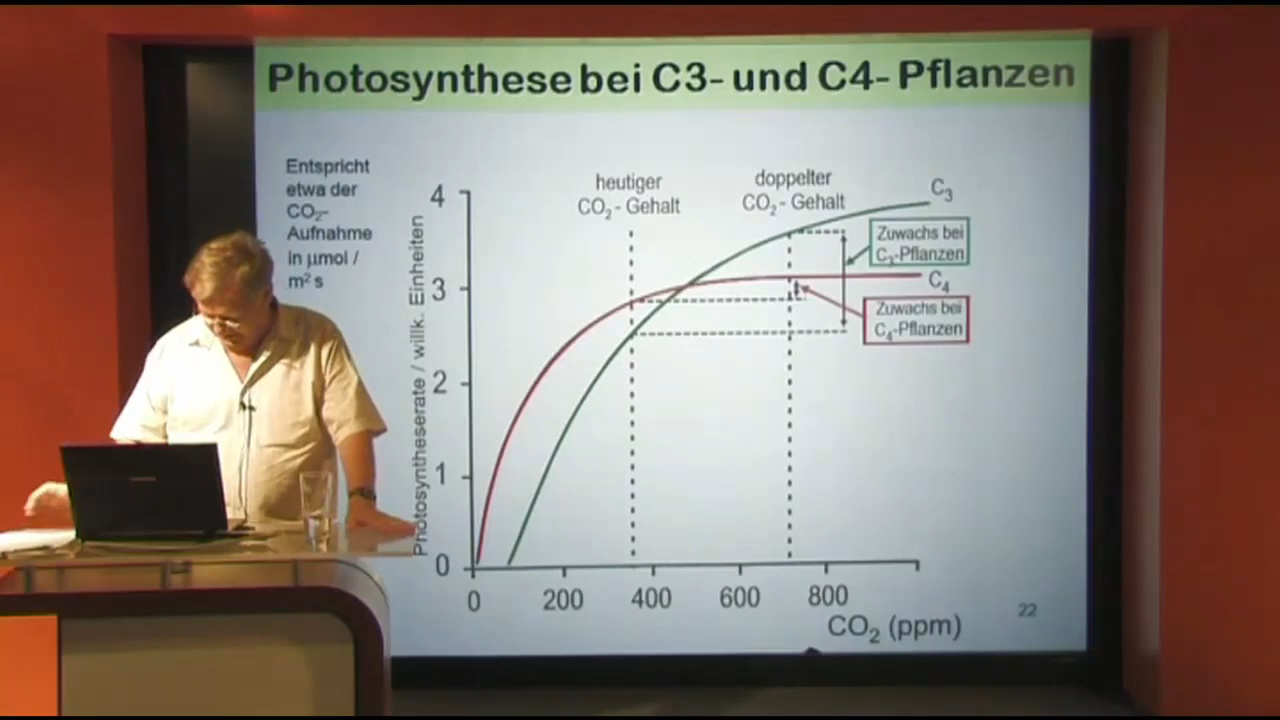 Photosynthese bei C3- und C4- Pflanzen
Entspricht
etwa der
CO₂-
Aufnahme
in µmol /
m² s
Photosyntheserate / willk. Einheiten
4
3
2
1
0
heutiger
CO₂ - Gehalt
doppelter
CO₂ - Gehalt
C₃
Zuwachs bei
C₃-Pflanzen
C₄
Zuwachs bei
C₄-Pflanzen
0 200 400 600 800
CO₂ (ppm)
22